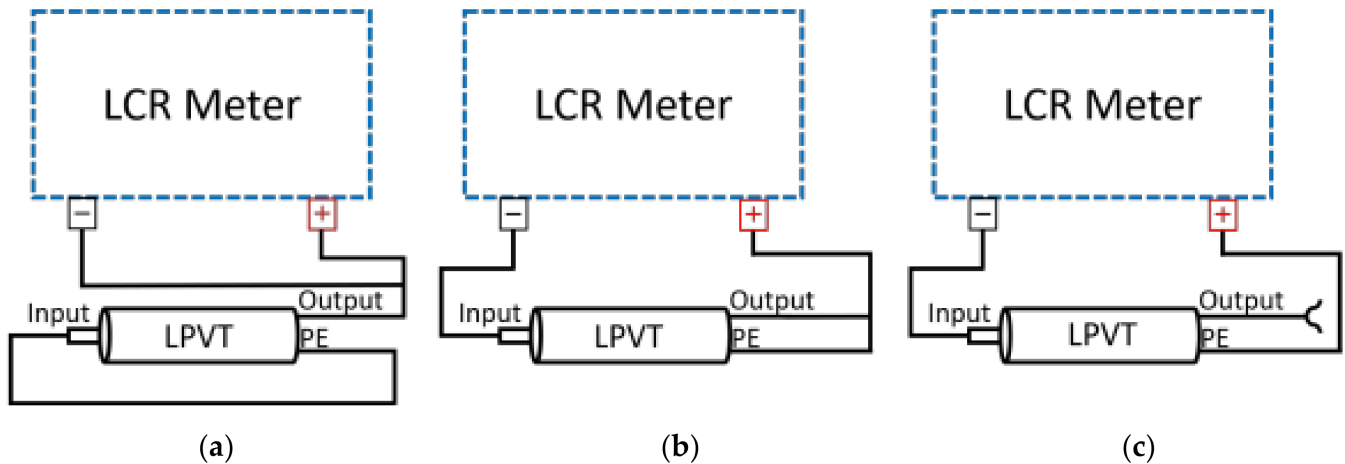 LCR Meter
−
+
Input
Output
LPVT
PE
(a)
LCR Meter
−
+
Input
Output
LPVT
PE
(b)
LCR Meter
−
+
Input
Output
LPVT
PE
(c)